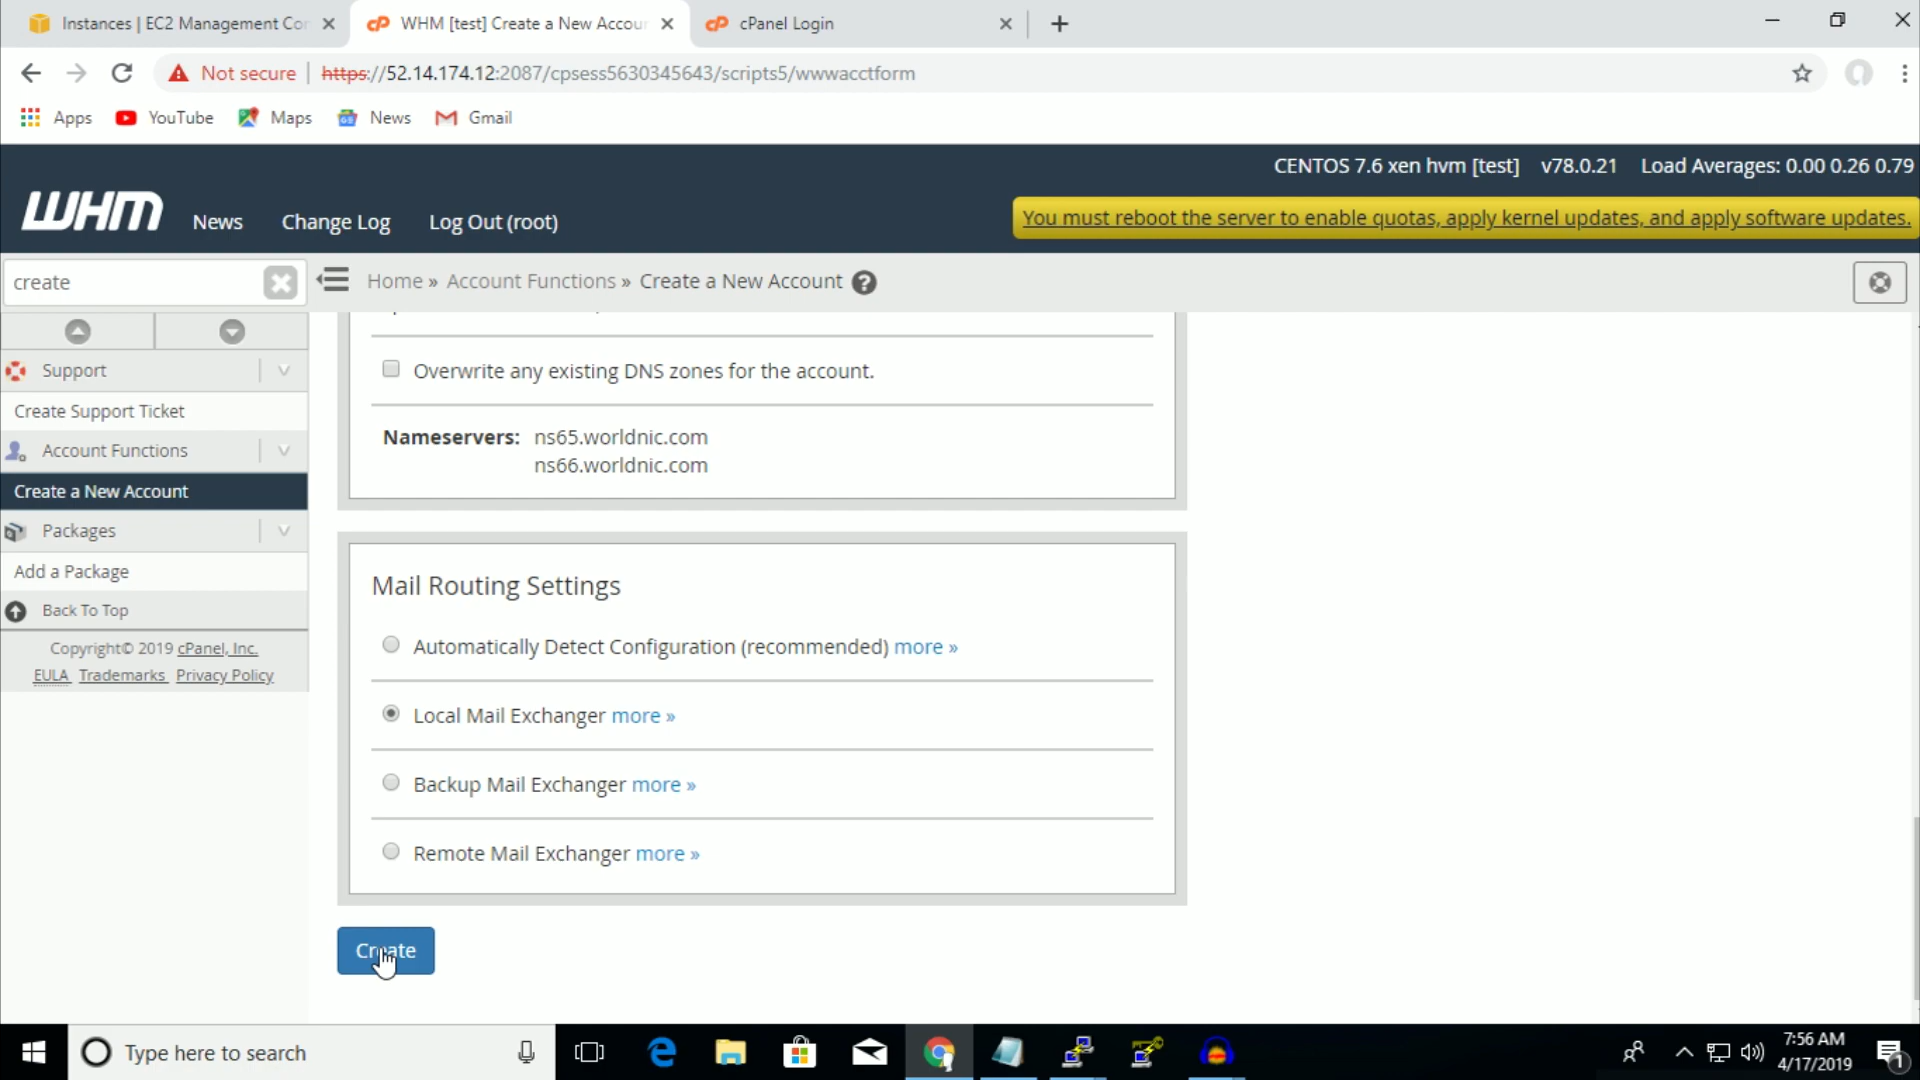 Instances | EC2 Management Con
WHM [test] Create a New Accou
cPanel Login
Not secure
https://52.14.174.12:2087/cpsess5630345643/scripts5/wwwacctform
Apps
YouTube
Maps
News
Gmail
CENTOS 7.6 xen hvm [test] v78.0.21 Load Averages: 0.00 0.26 0.79
WHM
News
Change Log
Log Out (root)
You must reboot the server to enable quotas, apply kernel updates, and apply software updates.
create
Home » Account Functions » Create a New Account
Support
Create Support Ticket
Account Functions
Create a New Account
Packages
Add a Package
Back To Top
Copyright© 2019 cPanel, Inc.
EULA Trademarks Privacy Policy
Overwrite any existing DNS zones for the account.
Nameservers: ns65.worldnic.com
ns66.worldnic.com
Mail Routing Settings
Automatically Detect Configuration (recommended) more »
Local Mail Exchanger more »
Backup Mail Exchanger more »
Remote Mail Exchanger more »
Create
Type here to search
7:56 AM
4/17/2019
1